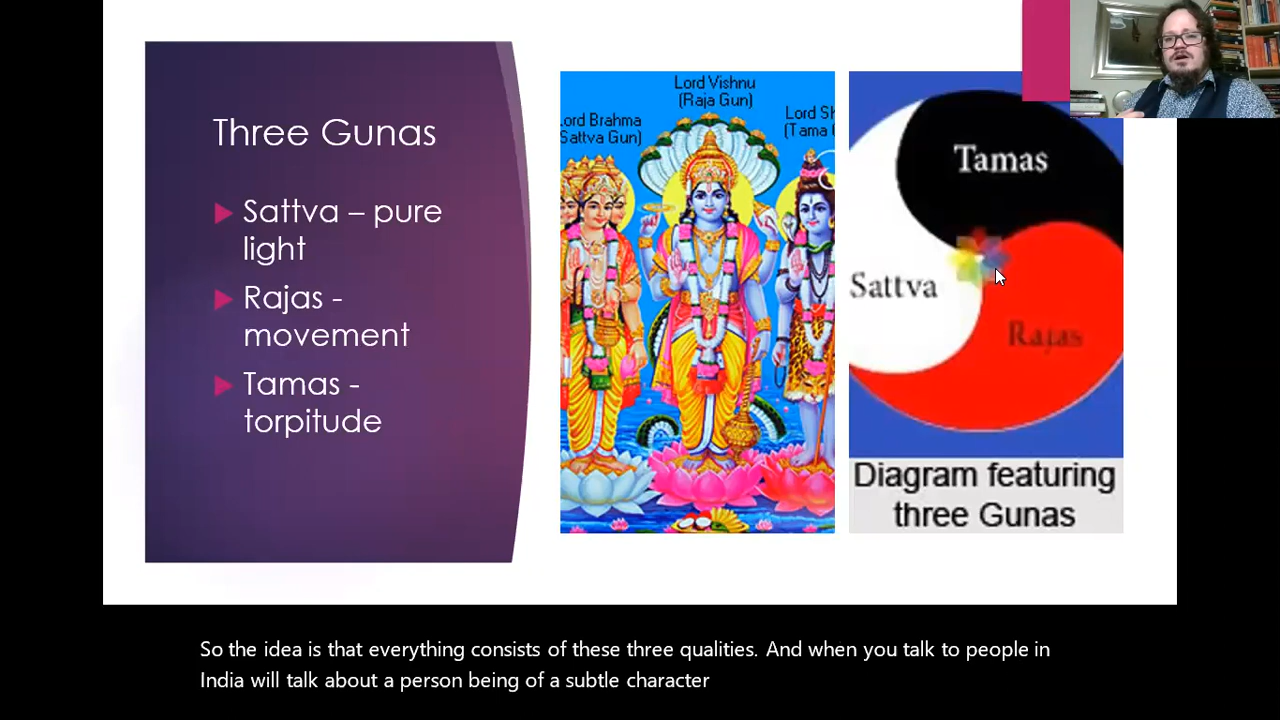 Three Gunas
Sattva – pure
light
Rajas -
movement
Tamas -
torpitude
Lord Vishnu
(Raja Gun)
ord Brahma
Sattva Gun)
Lord Sh
(Tama
Tamas
Sattva
Rajas
Diagram featuring
three Gunas
So the idea is that everything consists of these three qualities. And when you talk to people in
India will talk about a person being of a subtle character